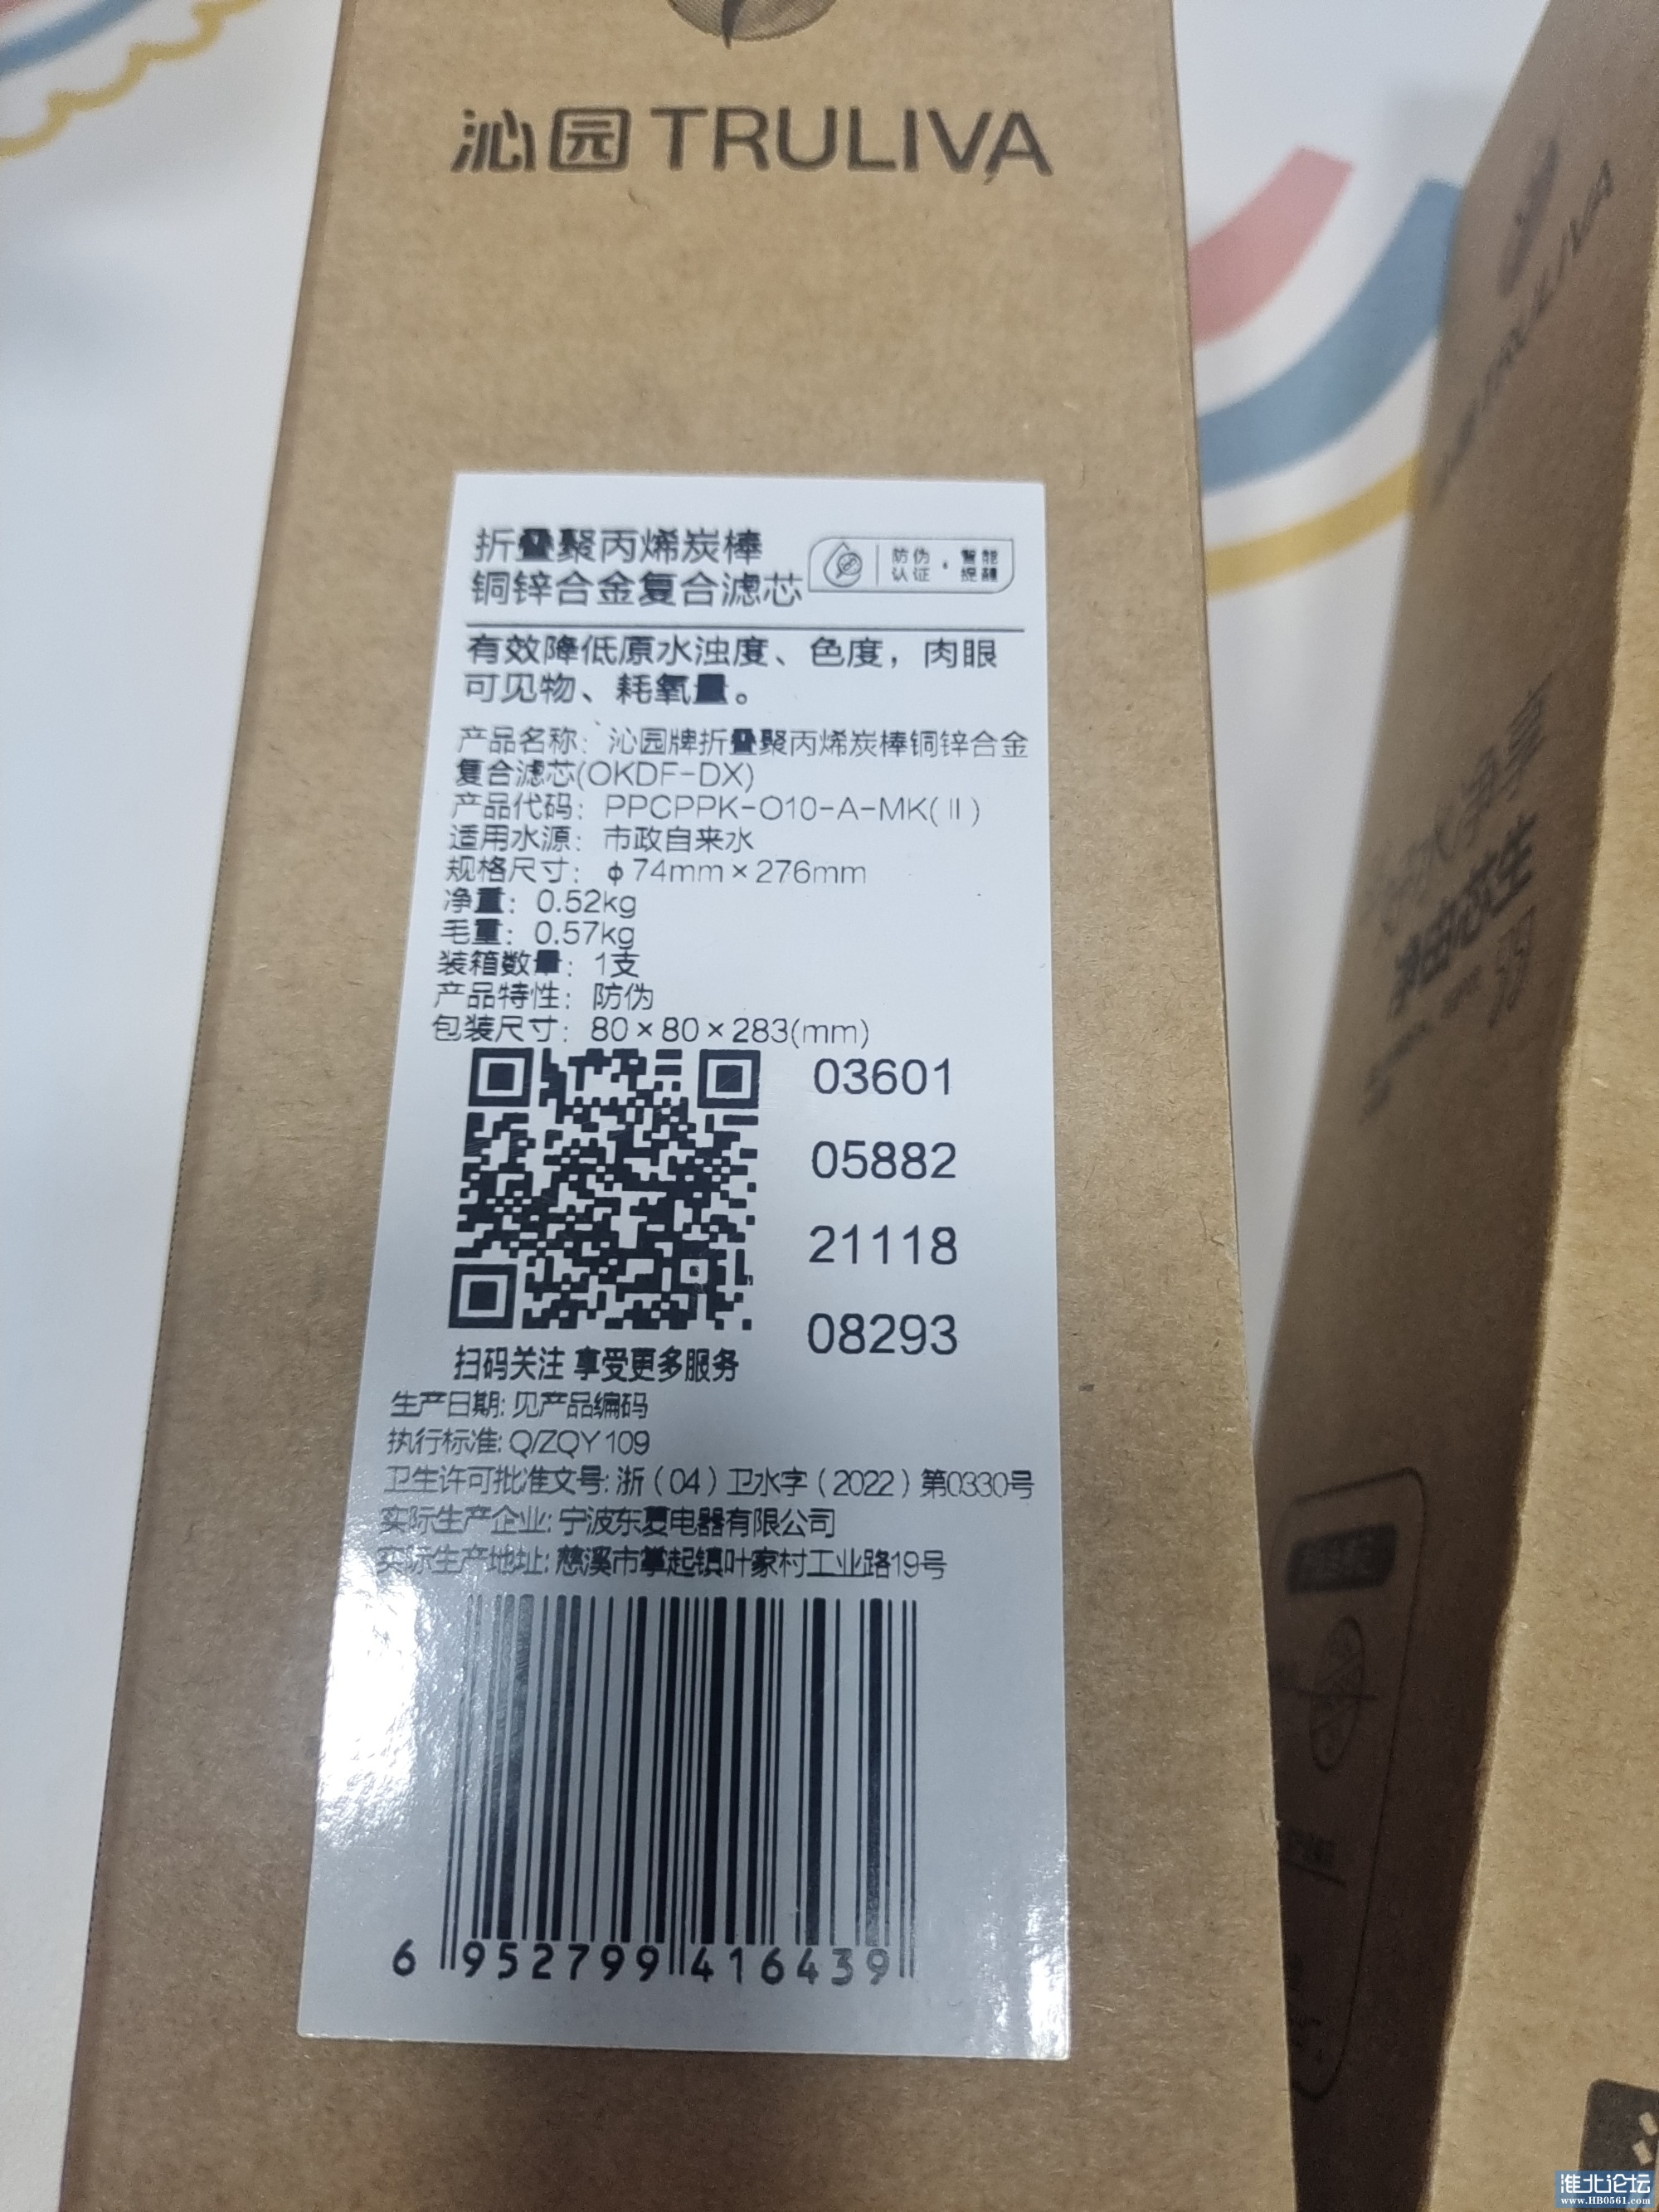 沁园 TRULIVA
折叠聚丙烯炭棒
铜锌合金复合滤芯
防伪 · 智能
认证 提醒
有效降低原水浊度、色度，肉眼
可见物、耗氧量。
产品名称：沁园牌折叠聚丙烯炭棒铜锌合金
复合滤芯(OKDF-DX)
产品代码：PPCPPK-O10-A-MK(Ⅱ)
适用水源：市政自来水
规格尺寸：ϕ74mm×276mm
净重：0.52kg
毛重：0.57kg
装箱数量：1支
产品特性：防伪
包装尺寸：80×80×283(mm)
03601
05882
21118
08293
扫码关注 享受更多服务
生产日期: 见产品编码
执行标准: Q/ZQY 109
卫生许可批准文号: 浙（04）卫水字（2022）第0330号
实际生产企业: 宁波东夏电器有限公司
实际生产地址: 慈溪市掌起镇叶家村工业路19号
6 952799 416439
TRULIVA
淮北论坛
www.HB0561.com